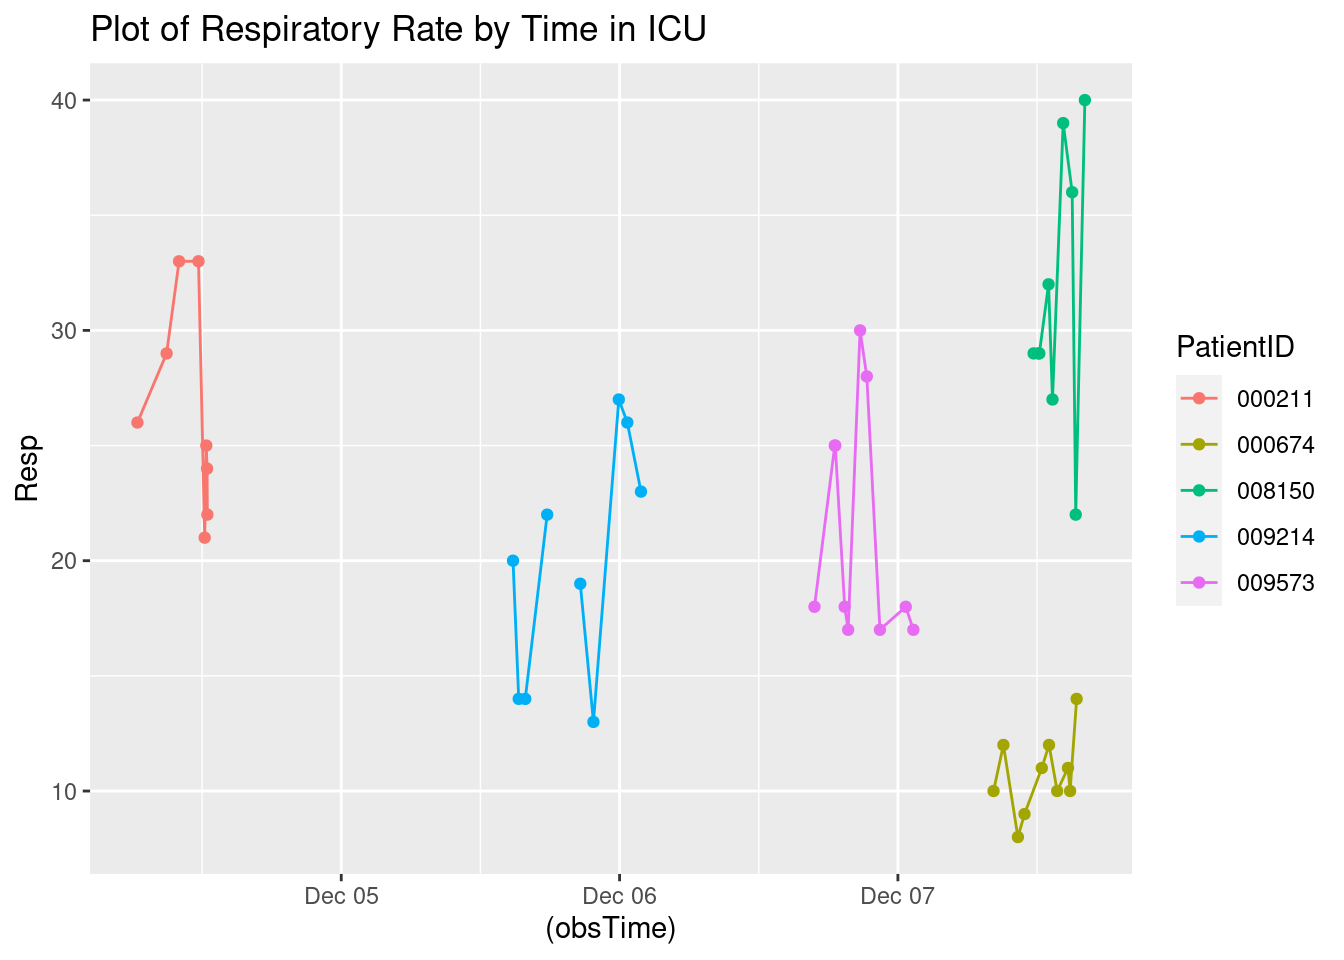 Plot of Respiratory Rate by Time in ICU
40
30
20
10
Resp
Dec 05
Dec 06
Dec 07
(obsTime)
PatientID
000211
000674
008150
009214
009573